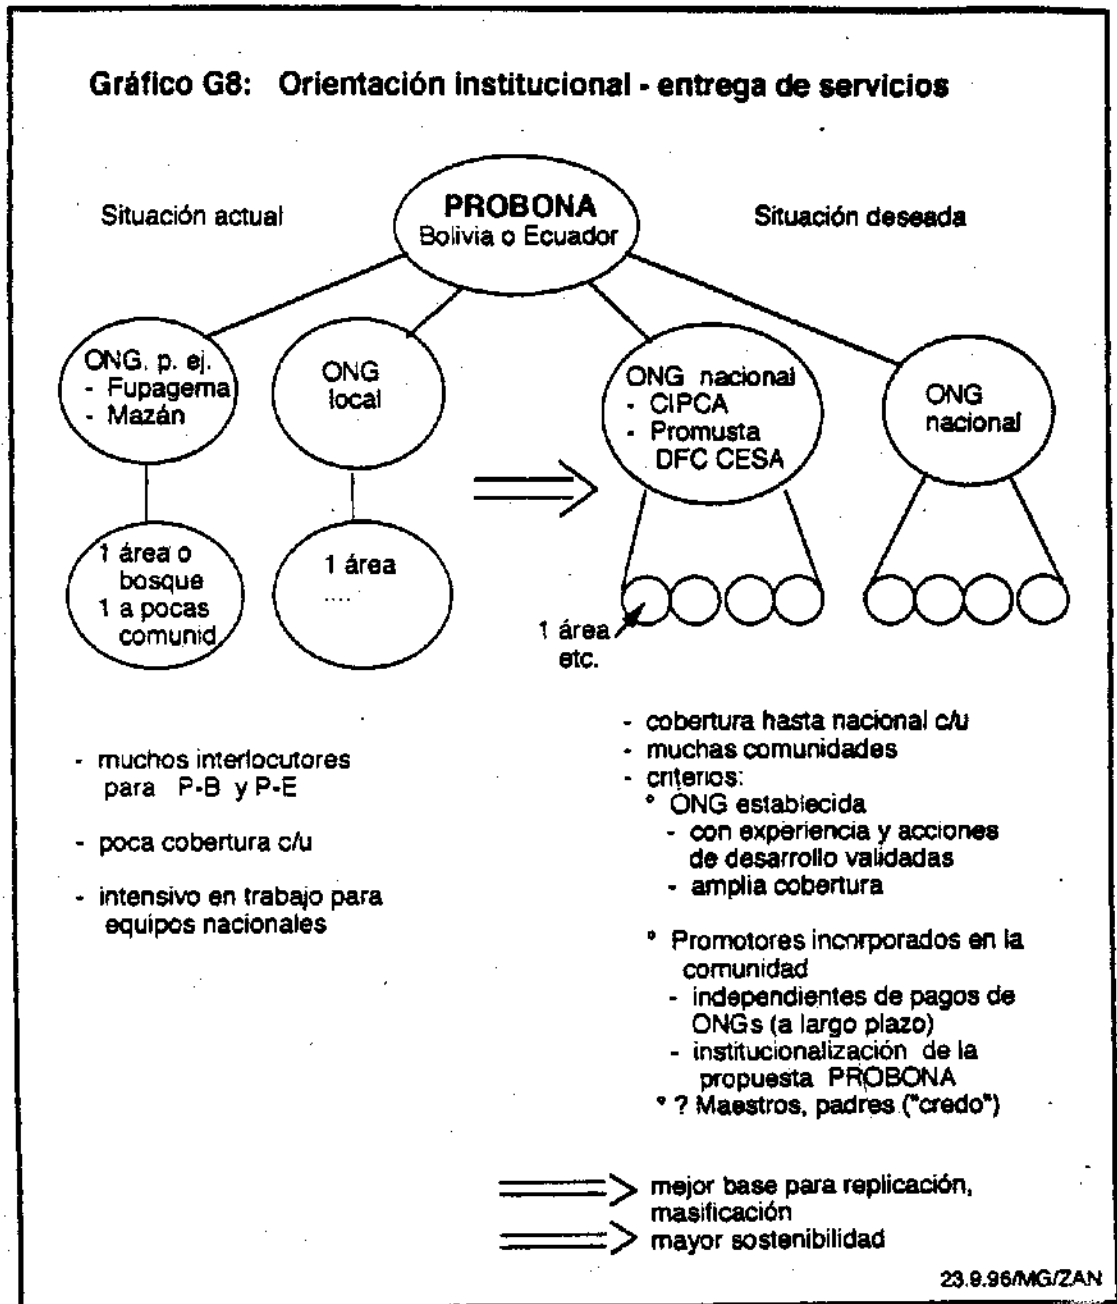 Gráfico G8: Orientación institucional - entrega de servicios
Situación actual
PROBONA
Bolivia o Ecuador
Situación deseada
ONG, p. ej.
- Fupagema
- Mazán
ONG
local
ONG nacional
- CIPCA
- Promusta
DFC CESA
ONG
nacional
1 área o
bosque
1 a pocas
comunid
1 área
....
1 área
etc.
- muchos interlocutores
para P-B y P-E
- poca cobertura c/u
- intensivo en trabajo para
equipos nacionales
- cobertura hasta nacional c/u
- muchas comunidades
- criterios:
° ONG establecida
- con experiencia y acciones
de desarrollo validadas
- amplia cobertura
° Promotores incorporados en la
comunidad
- independientes de pagos de
ONGs (a largo plazo)
- institucionalización de la
propuesta PROBONA
° ? Maestros, padres ("credo")
mejor base para replicación,
masificación
mayor sostenibilidad
23.9.96/MG/ZAN